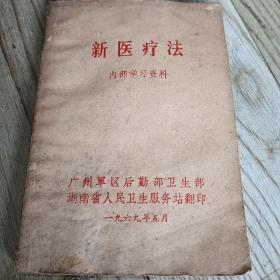 新医疗法
内部学习资料
广州军区后勤部卫生部
湖南省人民卫生服务站翻印
一九六九年五月